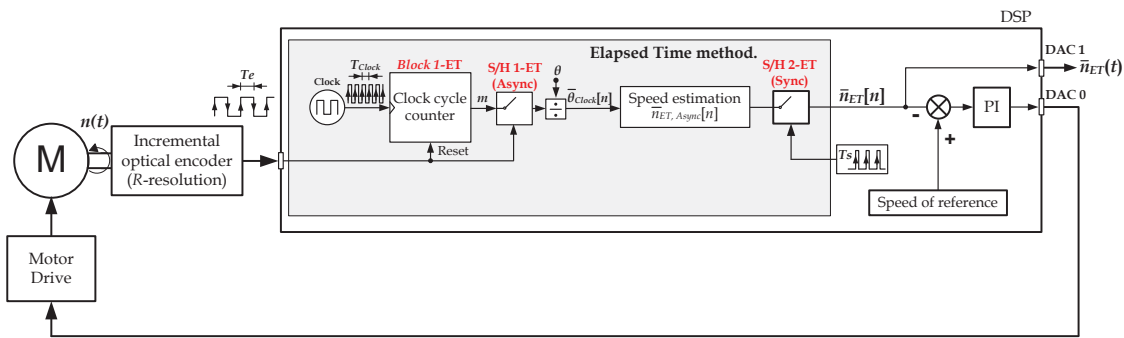 DSP
Elapsed Time method.
DAC 1
n̅ET(t)
Te
TClock
Block 1-ET
S/H 1-ET
(Async)
θ
S/H 2-ET
(Sync)
Clock
Clock cycle
counter
m
÷
θ̅Clock[n]
Speed estimation
n̅ET, Async[n]
n̅ET[n]
-
+
PI
DAC 0
n(t)
M
Incremental
optical encoder
(R-resolution)
Reset
Ts
Speed of reference
Motor
Drive